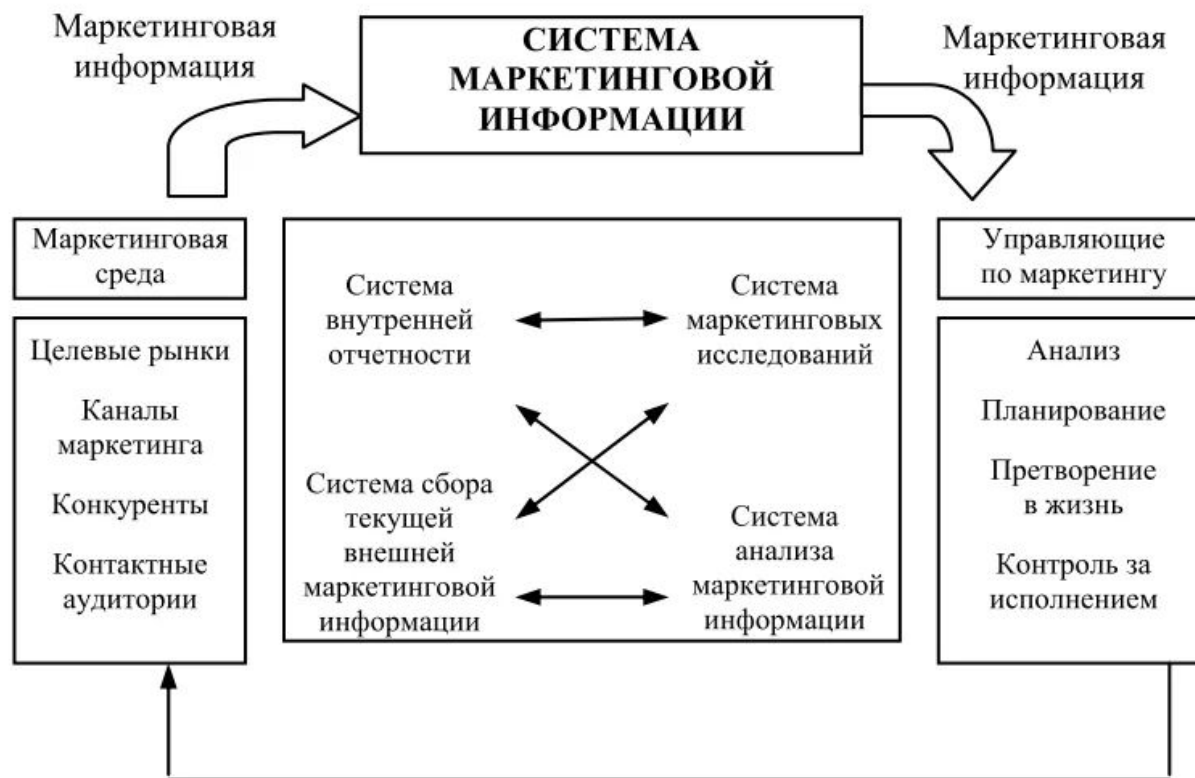 Маркетинговая
информация
СИСТЕМА
МАРКЕТИНГОВОЙ
ИНФОРМАЦИИ
Маркетинговая
информация
Маркетинговая
среда
Целевые рынки
Каналы
маркетинга
Конкуренты
Контактные
аудитории
Система
внутренней
отчетности
Система
маркетинговых
исследований
Система сбора
текущей
внешней
маркетинговой
информации
Система
анализа
маркетинговой
информации
Управляющие
по маркетингу
Анализ
Планирование
Претворение
в жизнь
Контроль за
исполнением